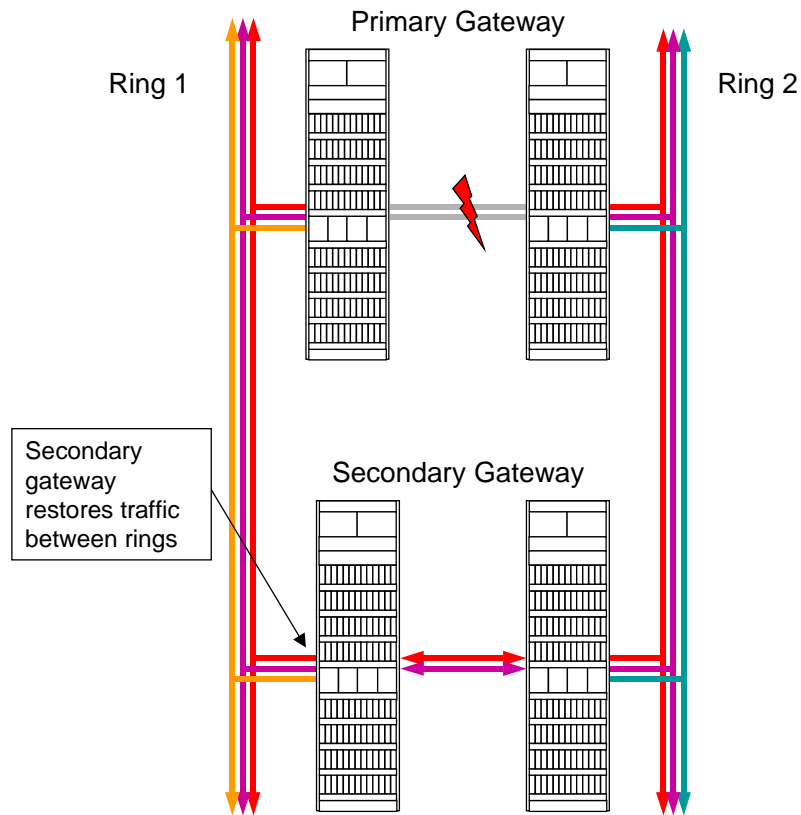 Primary Gateway
Ring 1
Ring 2
Secondary
gateway
restores traffic
between rings
Secondary Gateway